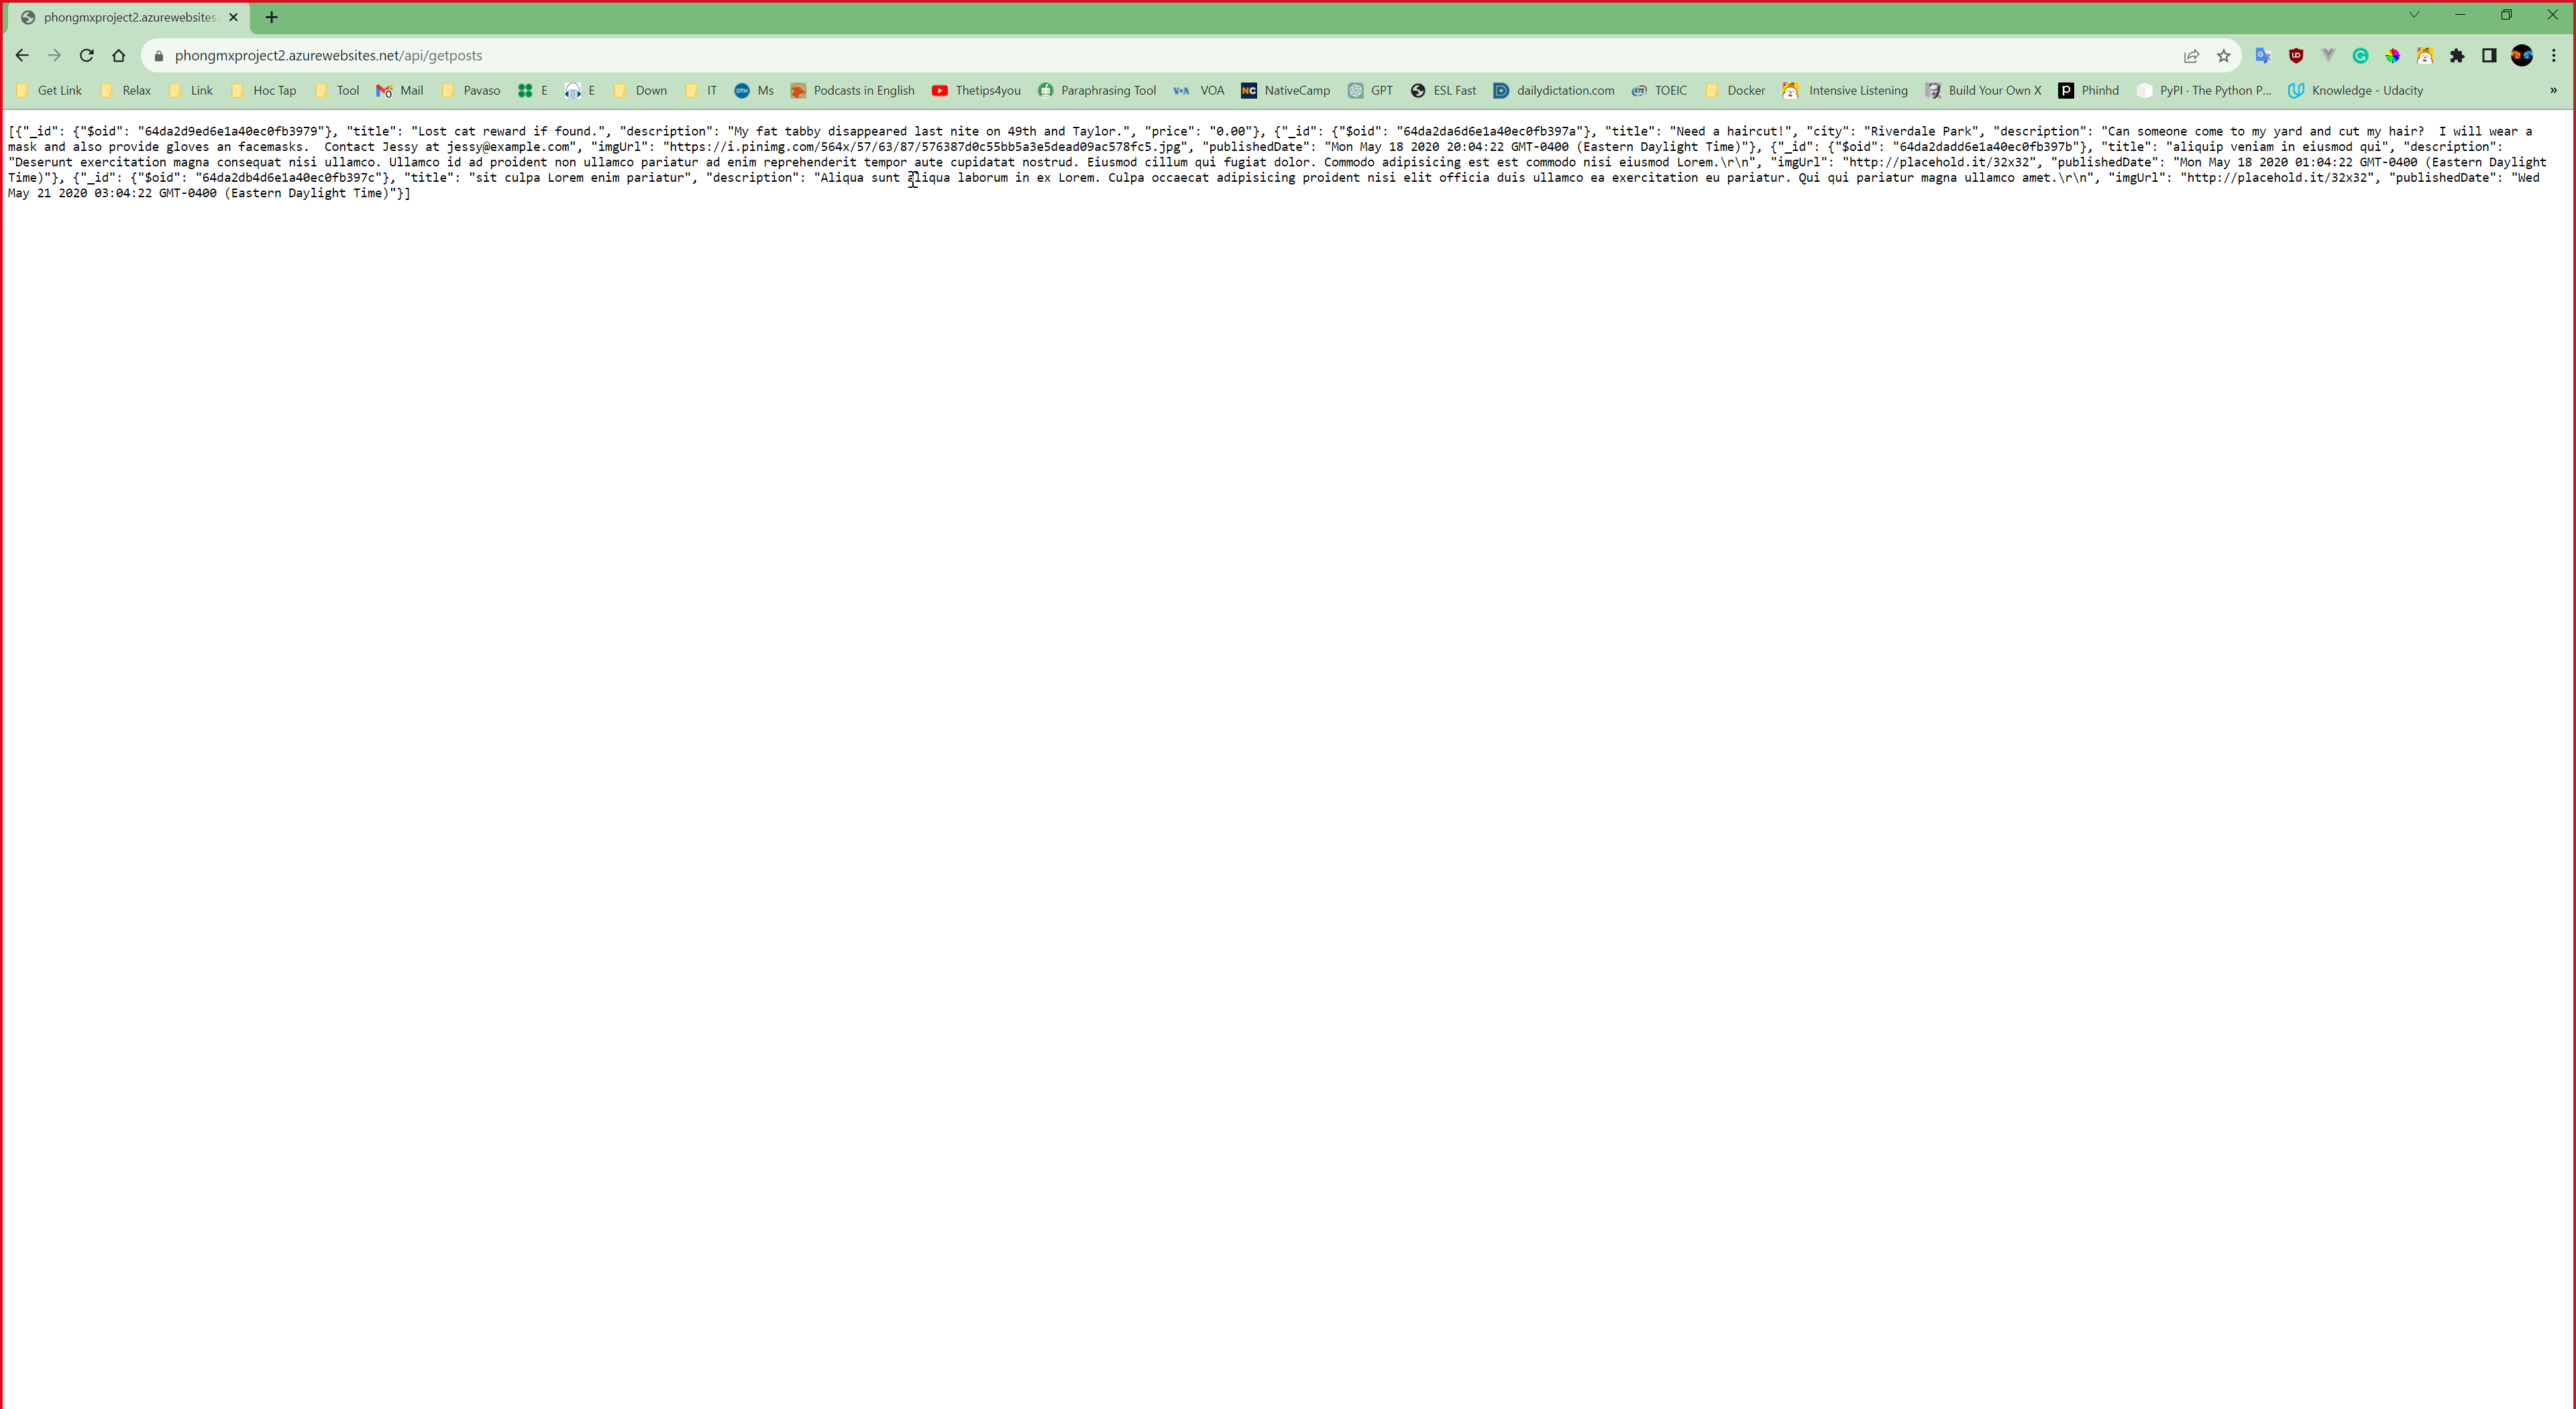 phongmxproject2.azurewebsites.
phongmxproject2.azurewebsites.net/api/getposts
Get Link Relax Link Hoc Tap Tool Mail Pavaso E E Down IT Ms Podcasts in English Thetips4you Paraphrasing Tool VOA NativeCamp GPT ESL Fast dailydictation.com TOEIC Docker Intensive Listening Build Your Own X Phinhd PyPI · The Python P... Knowledge - Udacity »
[{"_id": {"$oid": "64da2d9ed6e1a40ec0fb3979"}, "title": "Lost cat reward if found.", "description": "My fat tabby disappeared last nite on 49th and Taylor.", "price": "0.00"}, {"_id": {"$oid": "64da2da6d6e1a40ec0fb397a"}, "title": "Need a haircut!", "city": "Riverdale Park", "description": "Can someone come to my yard and cut my hair?  I will wear a
mask and also provide gloves an facemasks.  Contact Jessy at jessy@example.com", "imgUrl": "https://i.pinimg.com/564x/57/63/87/576387d0c55bb5a3e5dead09ac578fc5.jpg", "publishedDate": "Mon May 18 2020 20:04:22 GMT-0400 (Eastern Daylight Time)"}, {"_id": {"$oid": "64da2dadd6e1a40ec0fb397b"}, "title": "aliquip veniam in eiusmod qui", "description":
"Deserunt exercitation magna consequat nisi ullamco. Ullamco id ad proident non ullamco pariatur ad enim reprehenderit tempor aute cupidatat nostrud. Eiusmod cillum qui fugiat dolor. Commodo adipisicing est est commodo nisi eiusmod Lorem.\r\n", "imgUrl": "http://placehold.it/32x32", "publishedDate": "Mon May 18 2020 01:04:22 GMT-0400 (Eastern Daylight
Time)"}, {"_id": {"$oid": "64da2db4d6e1a40ec0fb397c"}, "title": "sit culpa Lorem enim pariatur", "description": "Aliqua sunt aliqua laborum in ex Lorem. Culpa occaecat adipisicing proident nisi elit officia duis ullamco ea exercitation eu pariatur. Qui qui pariatur magna ullamco amet.\r\n", "imgUrl": "http://placehold.it/32x32", "publishedDate": "Wed
May 21 2020 03:04:22 GMT-0400 (Eastern Daylight Time)"}]